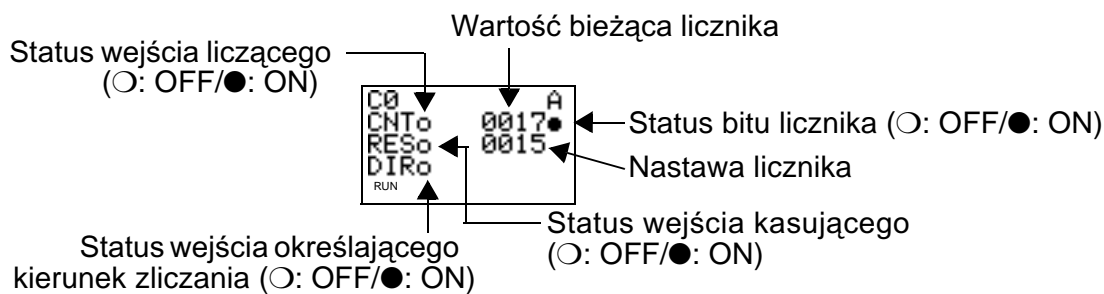 Wartość bieżąca licznika
Status wejścia liczącego
(❍: OFF/●: ON)
C0 A
CNTo 0017●
RESo 0015
DIRo
RUN
Status bitu licznika (❍: OFF/●: ON)
Nastawa licznika
Status wejścia kasującego
(❍: OFF/●: ON)
Status wejścia określającego
kierunek zliczania (❍: OFF/●: ON)